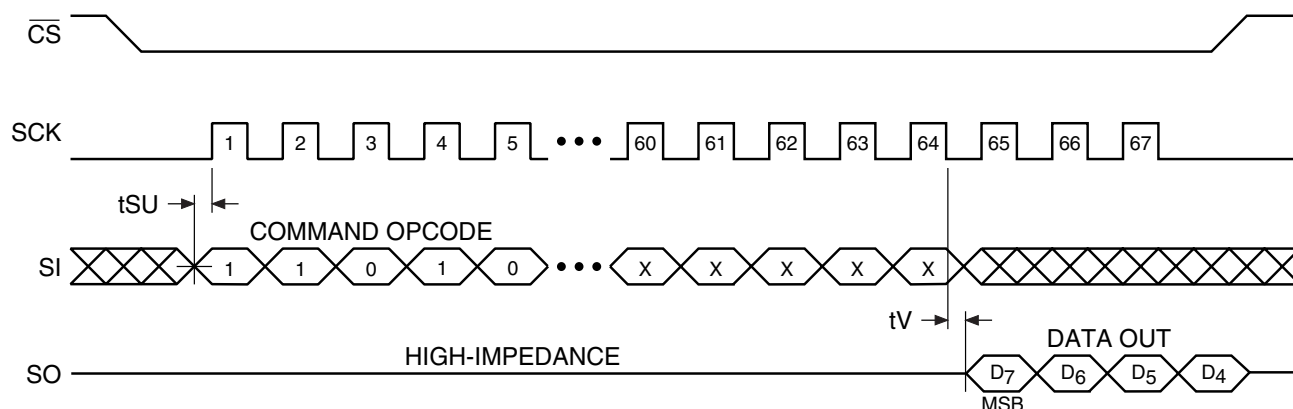 CS
SCK 1 2 3 4 5 ••• 60 61 62 63 64 65 66 67
tSU
COMMAND OPCODE
SI 1 1 0 1 0 ••• X X X X X
tV
HIGH-IMPEDANCE
DATA OUT
SO D7 D6 D5 D4
MSB